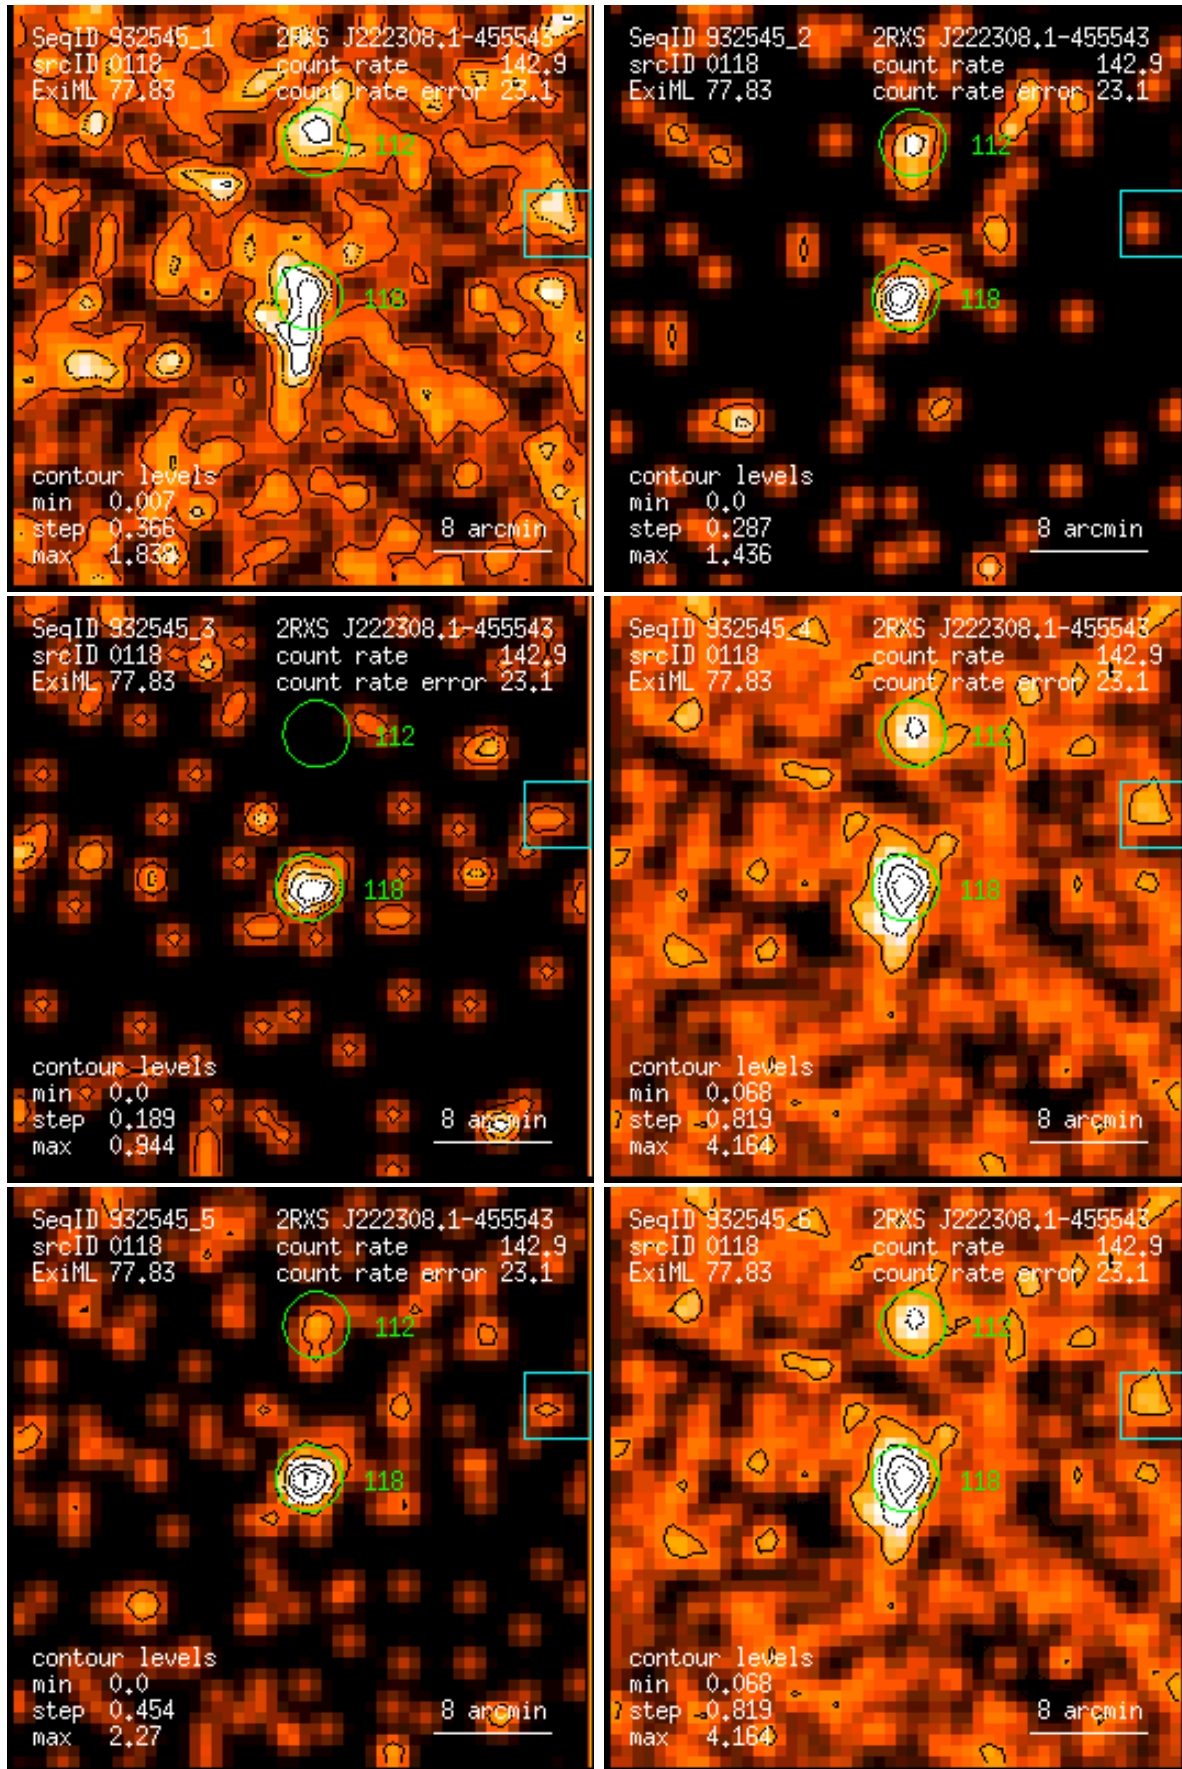 SeqID 932545_1 2RXS J222308.1-455543
srcID 0118 count rate 142.9
ExiML 77.83 count rate error 23.1
112
118
contour levels
min 0.007
step 0.366
max 1.838
8 arcmin
SeqID 932545_2 2RXS J222308.1-455543
srcID 0118 count rate 142.9
ExiML 77.83 count rate error 23.1
112
118
contour levels
min 0.0
step 0.287
max 1.436
8 arcmin
SeqID 932545_3 2RXS J222308.1-455543
srcID 0118 count rate 142.9
ExiML 77.83 count rate error 23.1
112
118
contour levels
min 0.0
step 0.189
max 0.944
8 arcmin
SeqID 932545_4 2RXS J222308.1-455543
srcID 0118 count rate 142.9
ExiML 77.83 count rate error 23.1
112
118
contour levels
min 0.068
step 0.819
max 4.164
8 arcmin
SeqID 932545_5 2RXS J222308.1-455543
srcID 0118 count rate 142.9
ExiML 77.83 count rate error 23.1
112
118
contour levels
min 0.0
step 0.454
max 2.27
8 arcmin
SeqID 932545_6 2RXS J222308.1-455543
srcID 0118 count rate 142.9
ExiML 77.83 count rate error 23.1
112
118
contour levels
min 0.068
step 0.819
max 4.164
8 arcmin